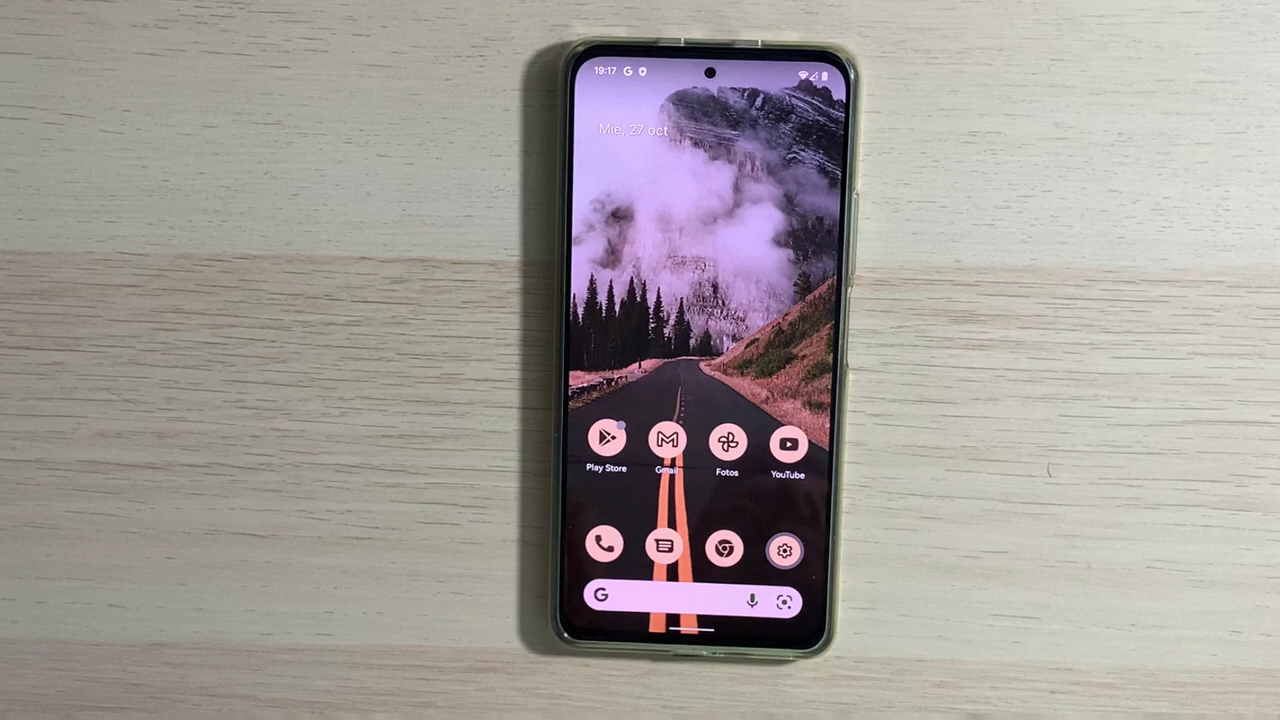 19:17 G
Mié, 27 oct
Play Store
Gmail
Fotos
YouTube
G